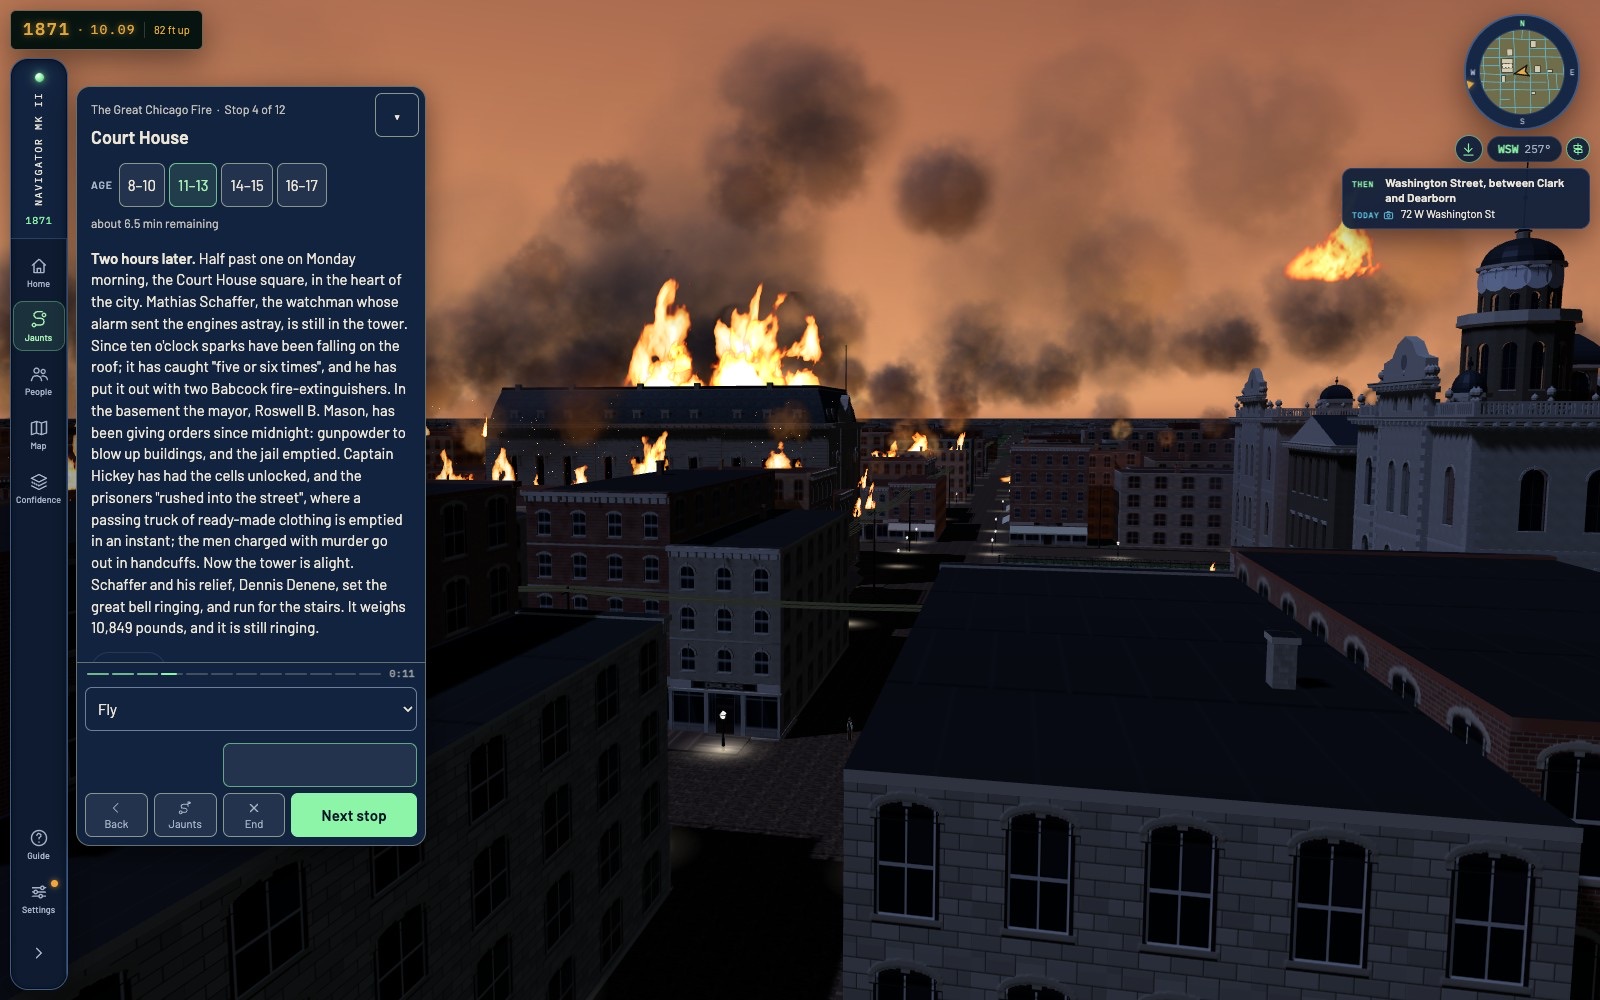 1871 · 10.09 82 ft up
NAVIGATOR MK II
1871
Home
Jaunts
People
Map
Confidence
Guide
Settings
The Great Chicago Fire · Stop 4 of 12
Court House
AGE 8–10 11–13 14–15 16–17
about 6.5 min remaining
Two hours later. Half past one on Monday
morning, the Court House square, in the heart of
the city. Mathias Schaffer, the watchman whose
alarm sent the engines astray, is still in the tower.
Since ten o'clock sparks have been falling on the
roof; it has caught "five or six times", and he has
put it out with two Babcock fire-extinguishers. In
the basement the mayor, Roswell B. Mason, has
been giving orders since midnight: gunpowder to
blow up buildings, and the jail emptied. Captain
Hickey has had the cells unlocked, and the
prisoners "rushed into the street", where a
passing truck of ready-made clothing is emptied
in an instant; the men charged with murder go
out in handcuffs. Now the tower is alight.
Schaffer and his relief, Dennis Denene, set the
great bell ringing, and run for the stairs. It weighs
10,849 pounds, and it is still ringing.
0:11
Fly
Back Jaunts End Next stop
N
W E
S
WSW 257°
THEN Washington Street, between Clark
and Dearborn
TODAY 72 W Washington St